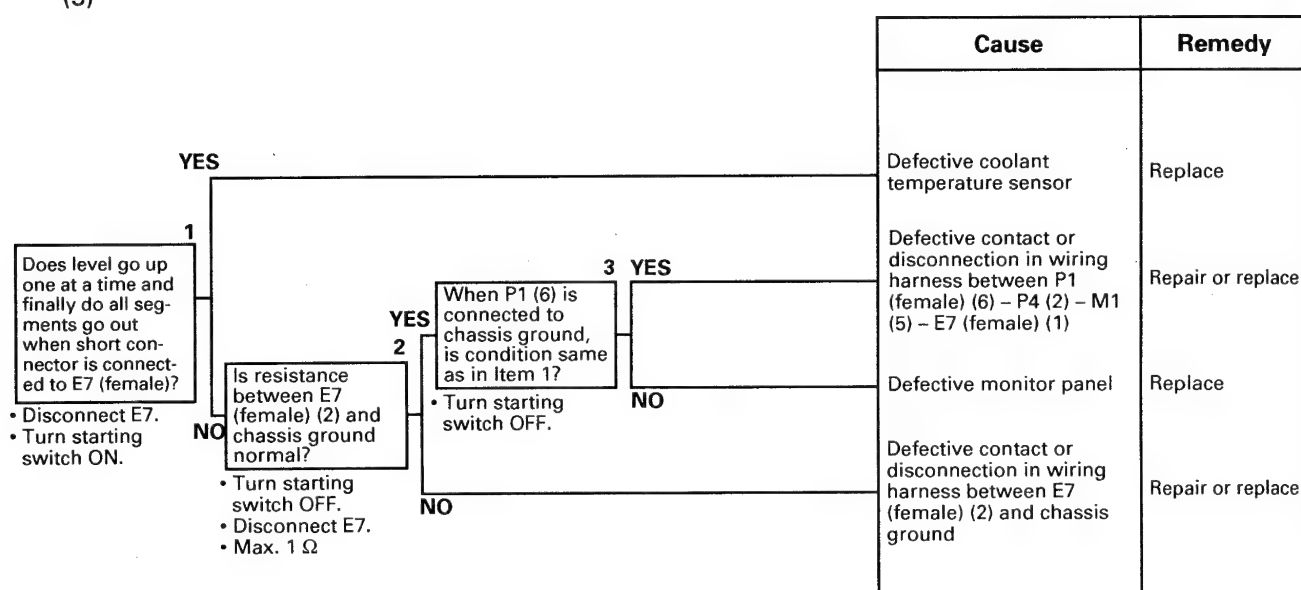 (3)
Cause
Remedy
YES
Defective coolant
temperature sensor
Replace
1
Does level go up
one at a time and
finally do all seg-
ments go out
when short con-
nector is connect-
ed to E7 (female)?
• Disconnect E7.
• Turn starting
switch ON.
NO
YES
2
Is resistance
between E7
(female) (2) and
chassis ground
normal?
• Turn starting
switch OFF.
• Disconnect E7.
• Max. 1 Ω
NO
3 YES
When P1 (6) is
connected to
chassis ground,
is condition same
as in Item 1?
• Turn starting
switch OFF.
NO
Defective contact or
disconnection in wiring
harness between P1
(female) (6) – P4 (2) – M1
(5) – E7 (female) (1)
Repair or replace
Defective monitor panel
Replace
Defective contact or
disconnection in wiring
harness between E7
(female) (2) and chassis
ground
Repair or replace